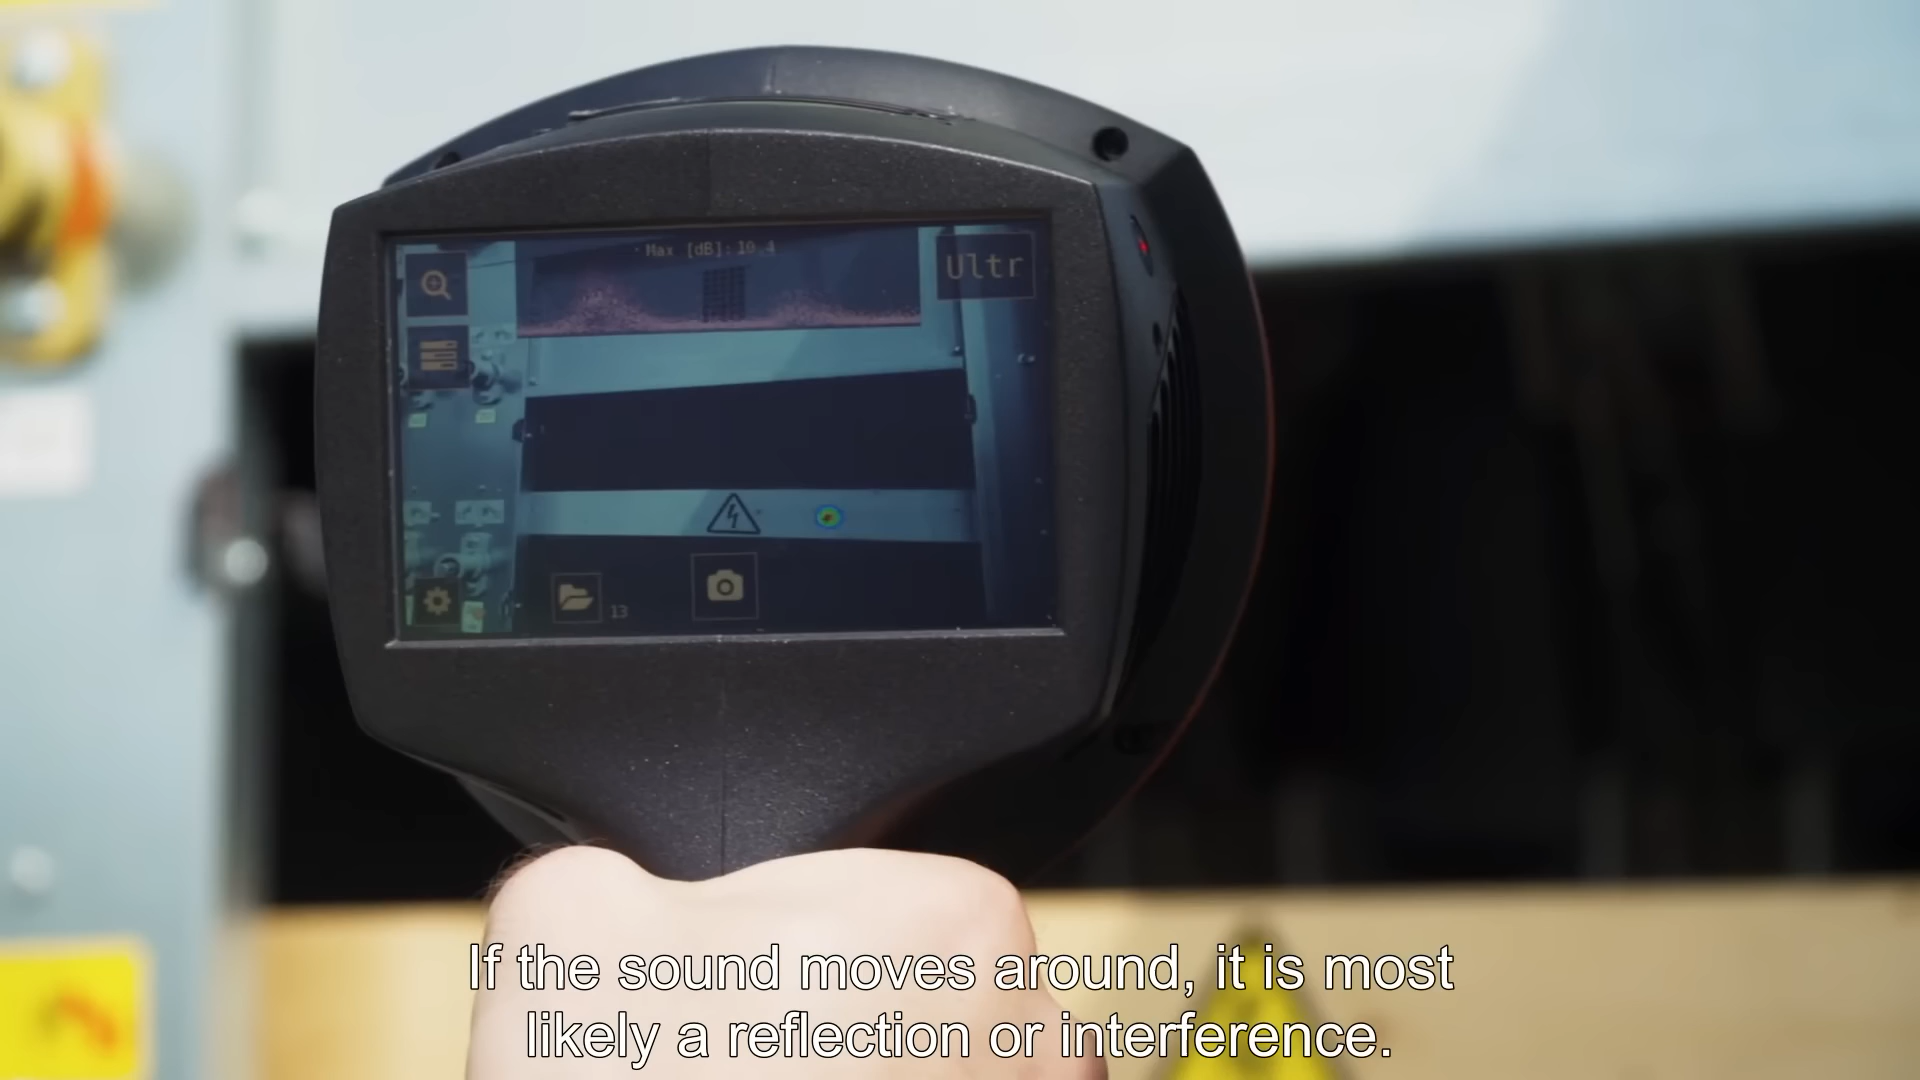 Max [dB]: 10.4
Ultr
13
If the sound moves around, it is most
likely a reflection or interference.